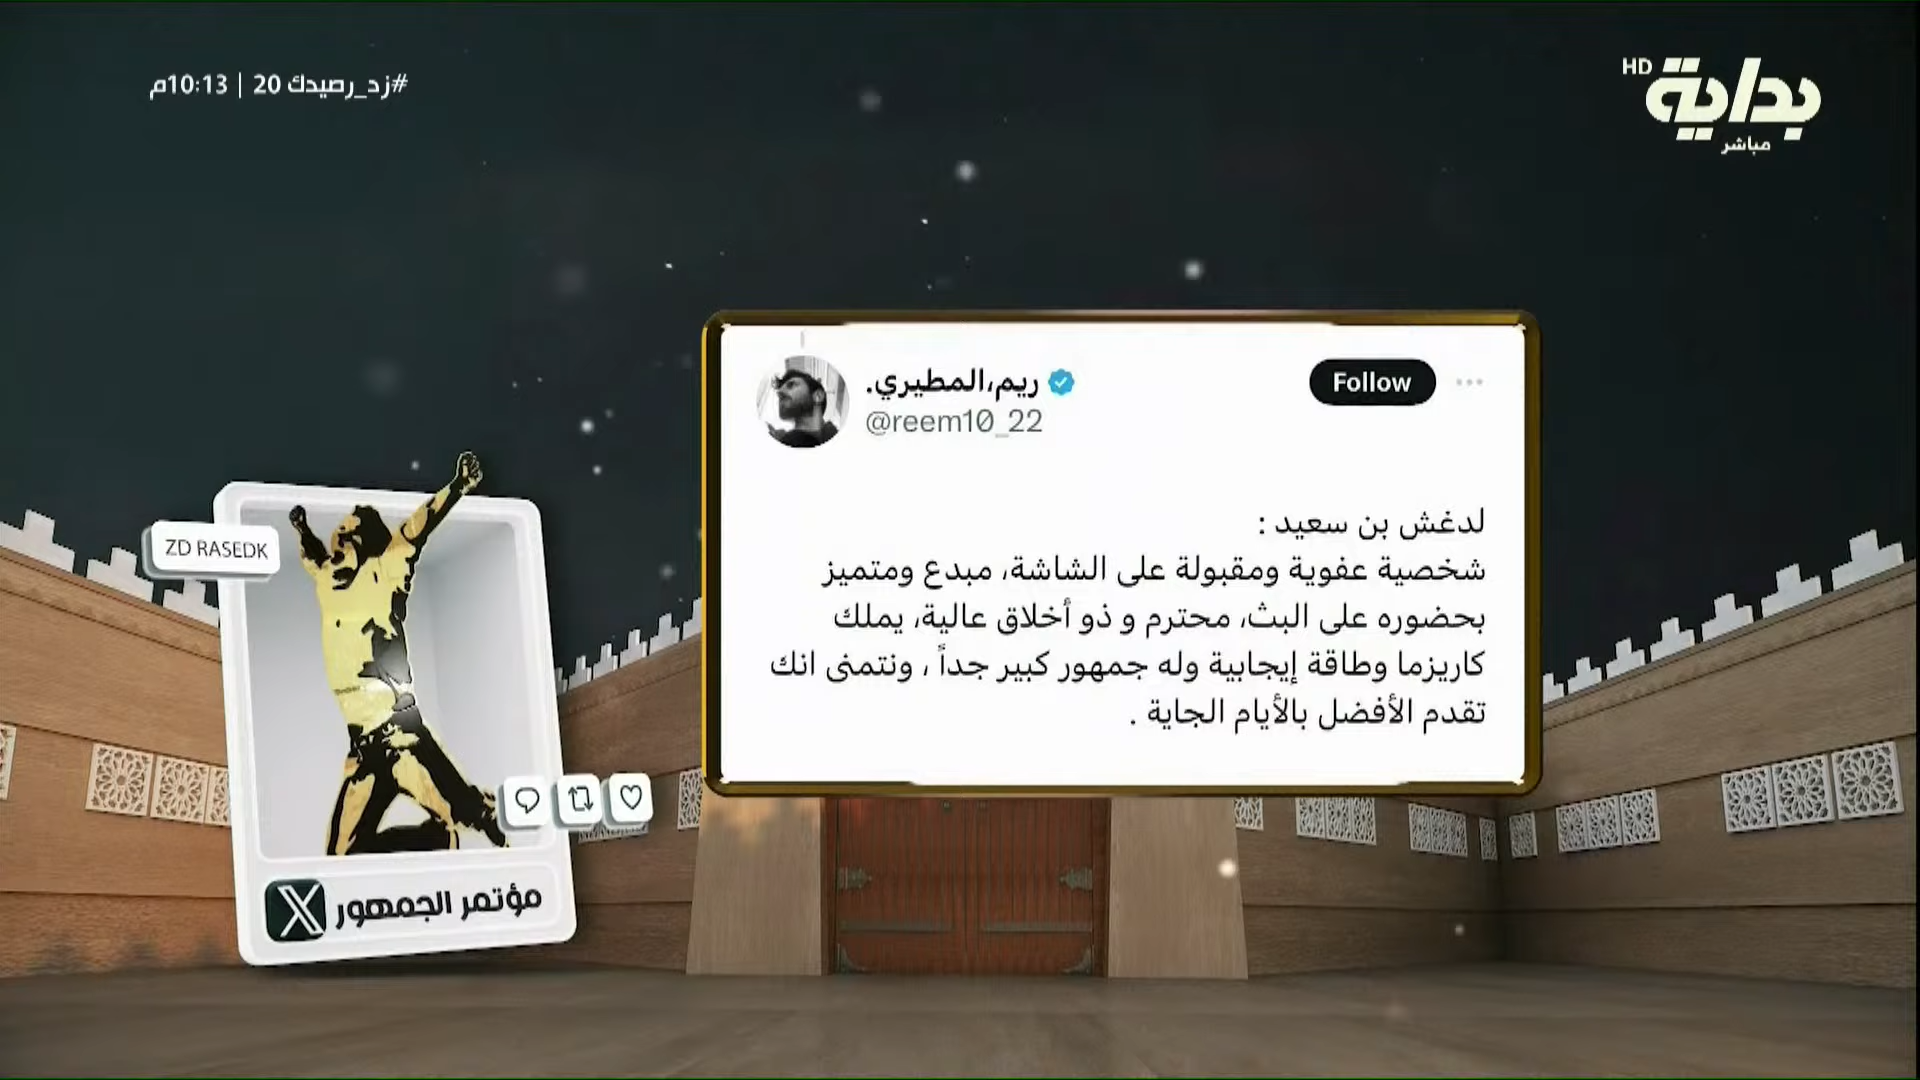 #زد_رصيدك 20 | 10:13م
بداية HD
مباشر
ريم،المطيري.
@reem10_22
Follow
لدغش بن سعيد :
شخصية عفوية ومقبولة على الشاشة، مبدع ومتميز
بحضوره على البث، محترم و ذو أخلاق عالية، يملك
كاريزما وطاقة إيجابية وله جمهور كبير جداً ، ونتمنى انك
تقدم الأفضل بالأيام الجاية .
ZD RASEDK
مؤتمر الجمهور X